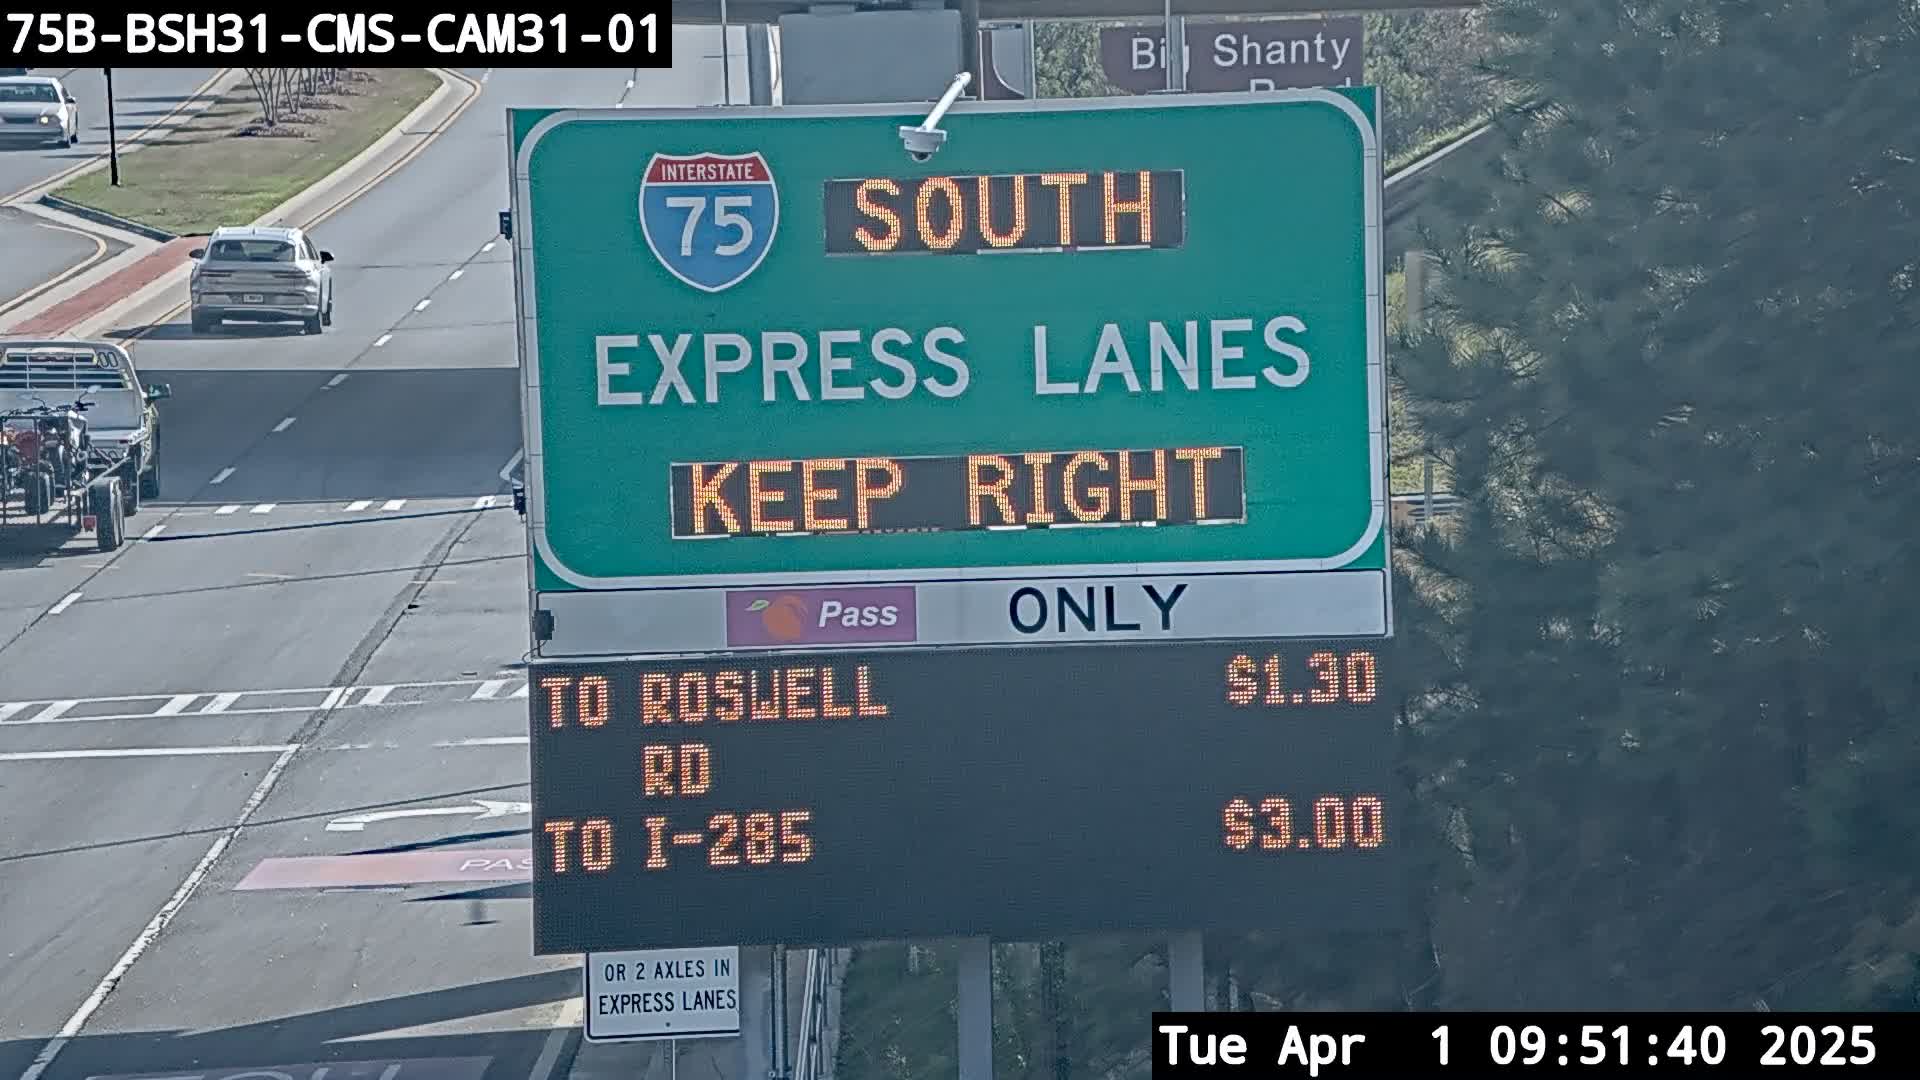 75B-BSH31-CMS-CAM31-01
Big Shanty
INTERSTATE
75
SOUTH
EXPRESS LANES
KEEP RIGHT
Pass ONLY
TO ROSWELL $1.30
RD
TO I-285 $3.00
OR 2 AXLES IN
EXPRESS LANES
Tue Apr 1 09:51:40 2025